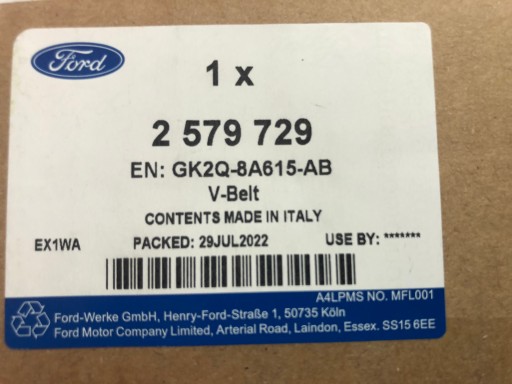 Ford
1 x
2 579 729
EN: GK2Q-8A615-AB
V-Belt
CONTENTS MADE IN ITALY
EX1WA PACKED: 29JUL2022 USE BY: *******
A4LPMS NO. MFL001
Ford-Werke GmbH, Henry-Ford-Straße 1, 50735 Köln
Ford Motor Company Limited, Arterial Road, Laindon, Essex. SS15 6EE